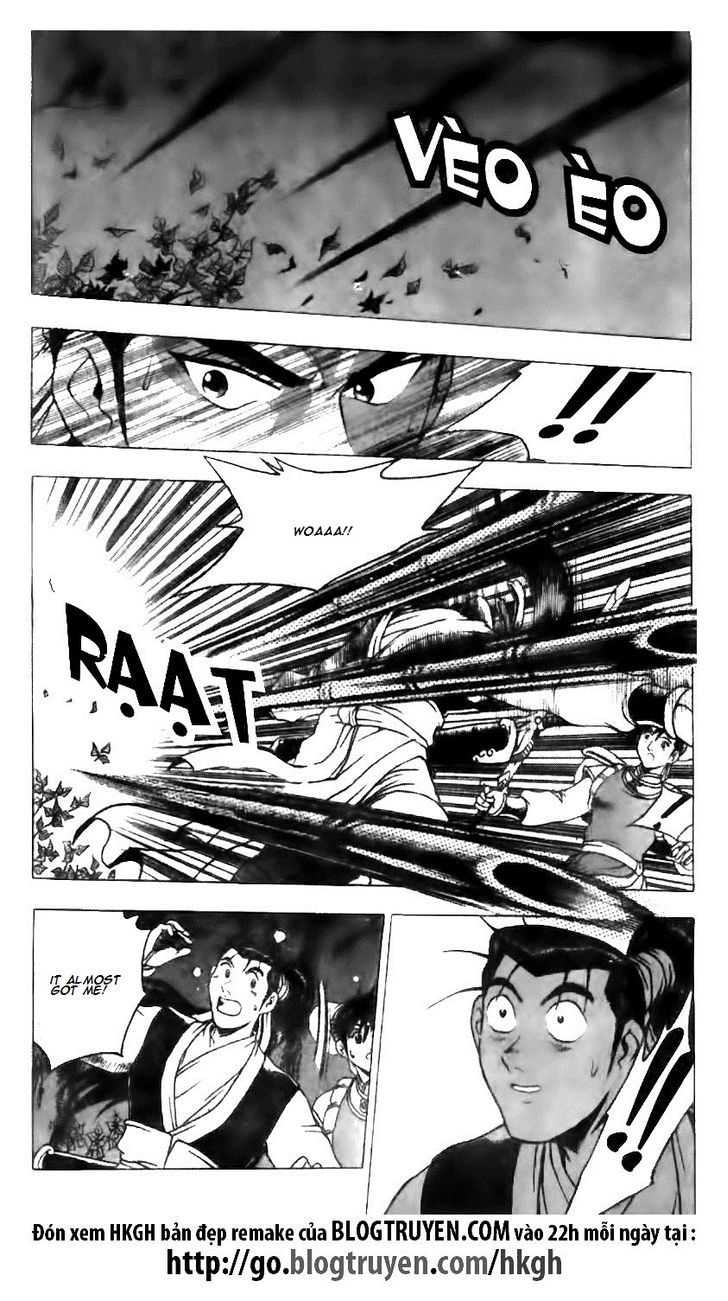 VÈO ÈO
!!
WOAAA!!
RẠẠT
!
IT ALMOST
GOT ME!
!!
Đón xem HKGH bản đẹp remake của BLOGTRUYEN.COM vào 22h mỗi ngày tại :
http://go.blogtruyen.com/hkgh